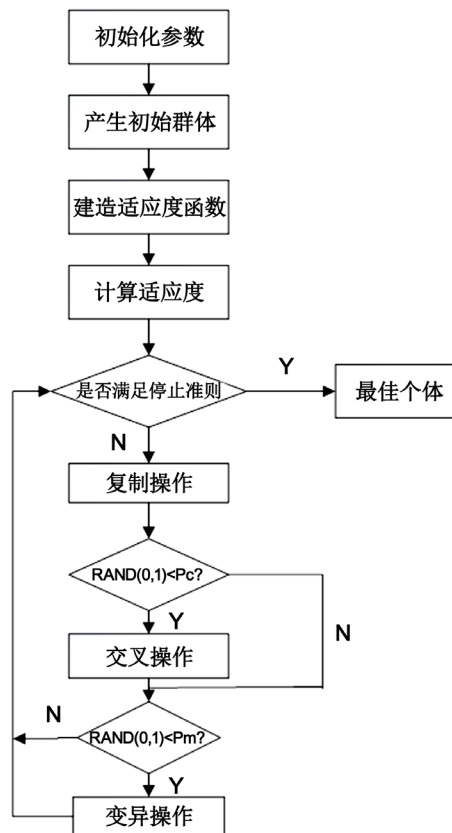 初始化参数
产生初始群体
建造适应度函数
计算适应度
是否满足停止准则
Y
最佳个体
N
复制操作
RAND(0,1)<Pc?
Y
N
交叉操作
N
RAND(0,1)<Pm?
Y
变异操作